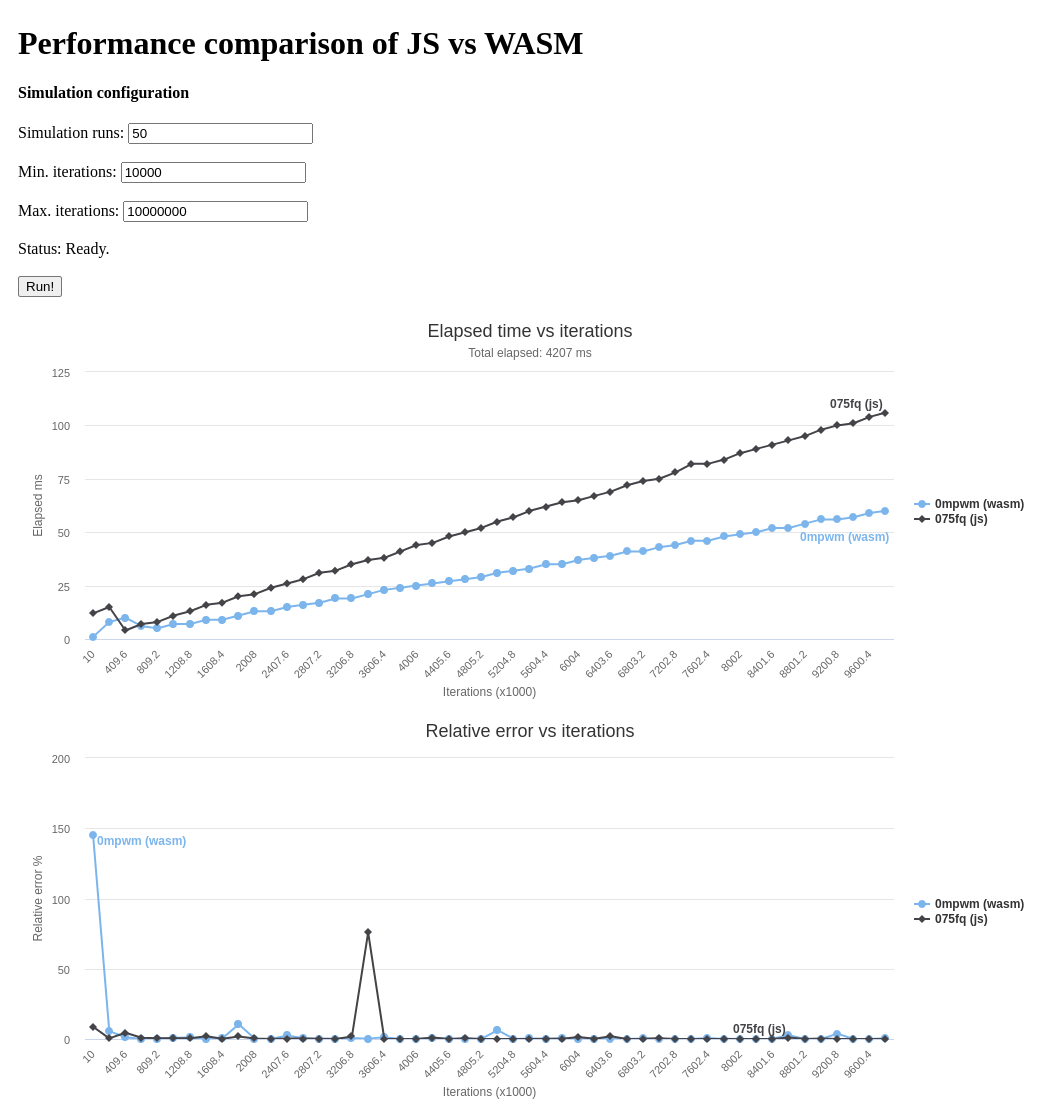 Performance comparison of JS vs WASM
Simulation configuration
Simulation runs: 50
Min. iterations: 10000
Max. iterations: 10000000
Status: Ready.
Run!
Elapsed time vs iterations
Total elapsed: 4207 ms
125
100
75
50
25
0
Elapsed ms
075fq (js)
0mpwm (wasm)
0mpwm (wasm)
075fq (js)
10 409.6 809.2 1208.8 1608.4 2008 2407.6 2807.2 3206.8 3606.4 4006 4405.6 4805.2 5204.8 5604.4 6004 6403.6 6803.2 7202.8 7602.4 8002 8401.6 8801.2 9200.8 9600.4
Iterations (x1000)
Relative error vs iterations
200
150
100
50
0
Relative error %
0mpwm (wasm)
075fq (js)
0mpwm (wasm)
075fq (js)
10 409.6 809.2 1208.8 1608.4 2008 2407.6 2807.2 3206.8 3606.4 4006 4405.6 4805.2 5204.8 5604.4 6004 6403.6 6803.2 7202.8 7602.4 8002 8401.6 8801.2 9200.8 9600.4
Iterations (x1000)